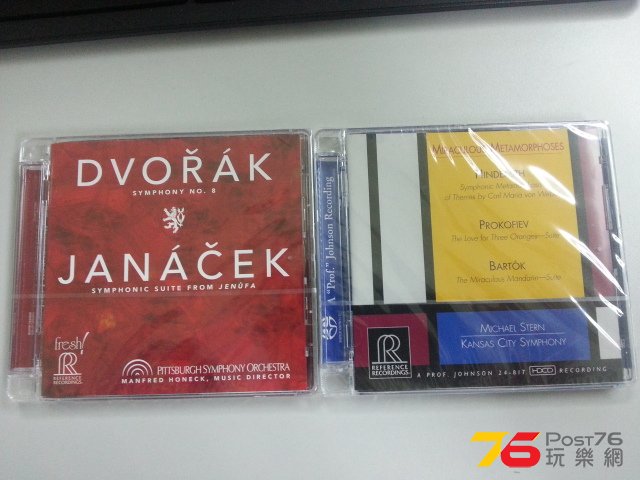 DVOŘÁK
SYMPHONY NO. 8
JANÁČEK
SYMPHONIC SUITE FROM JENŮFA
fresh!
R
REFERENCE
RECORDINGS
PITTSBURGH SYMPHONY ORCHESTRA
MANFRED HONECK, MUSIC DIRECTOR
A "Prof." Johnson Recording
MIRACULOUS METAMORPHOSES
HINDEMITH
Symphonic Metamorphosis
of Themes by Carl Maria von Weber
PROKOFIEV
The Love for Three Oranges—Suite
BARTÓK
The Miraculous Mandarin—Suite
MICHAEL STERN
KANSAS CITY SYMPHONY
R
REFERENCE
RECORDINGS
A PROF. JOHNSON 24-BIT HDCD RECORDING
76 POST76
玩樂網